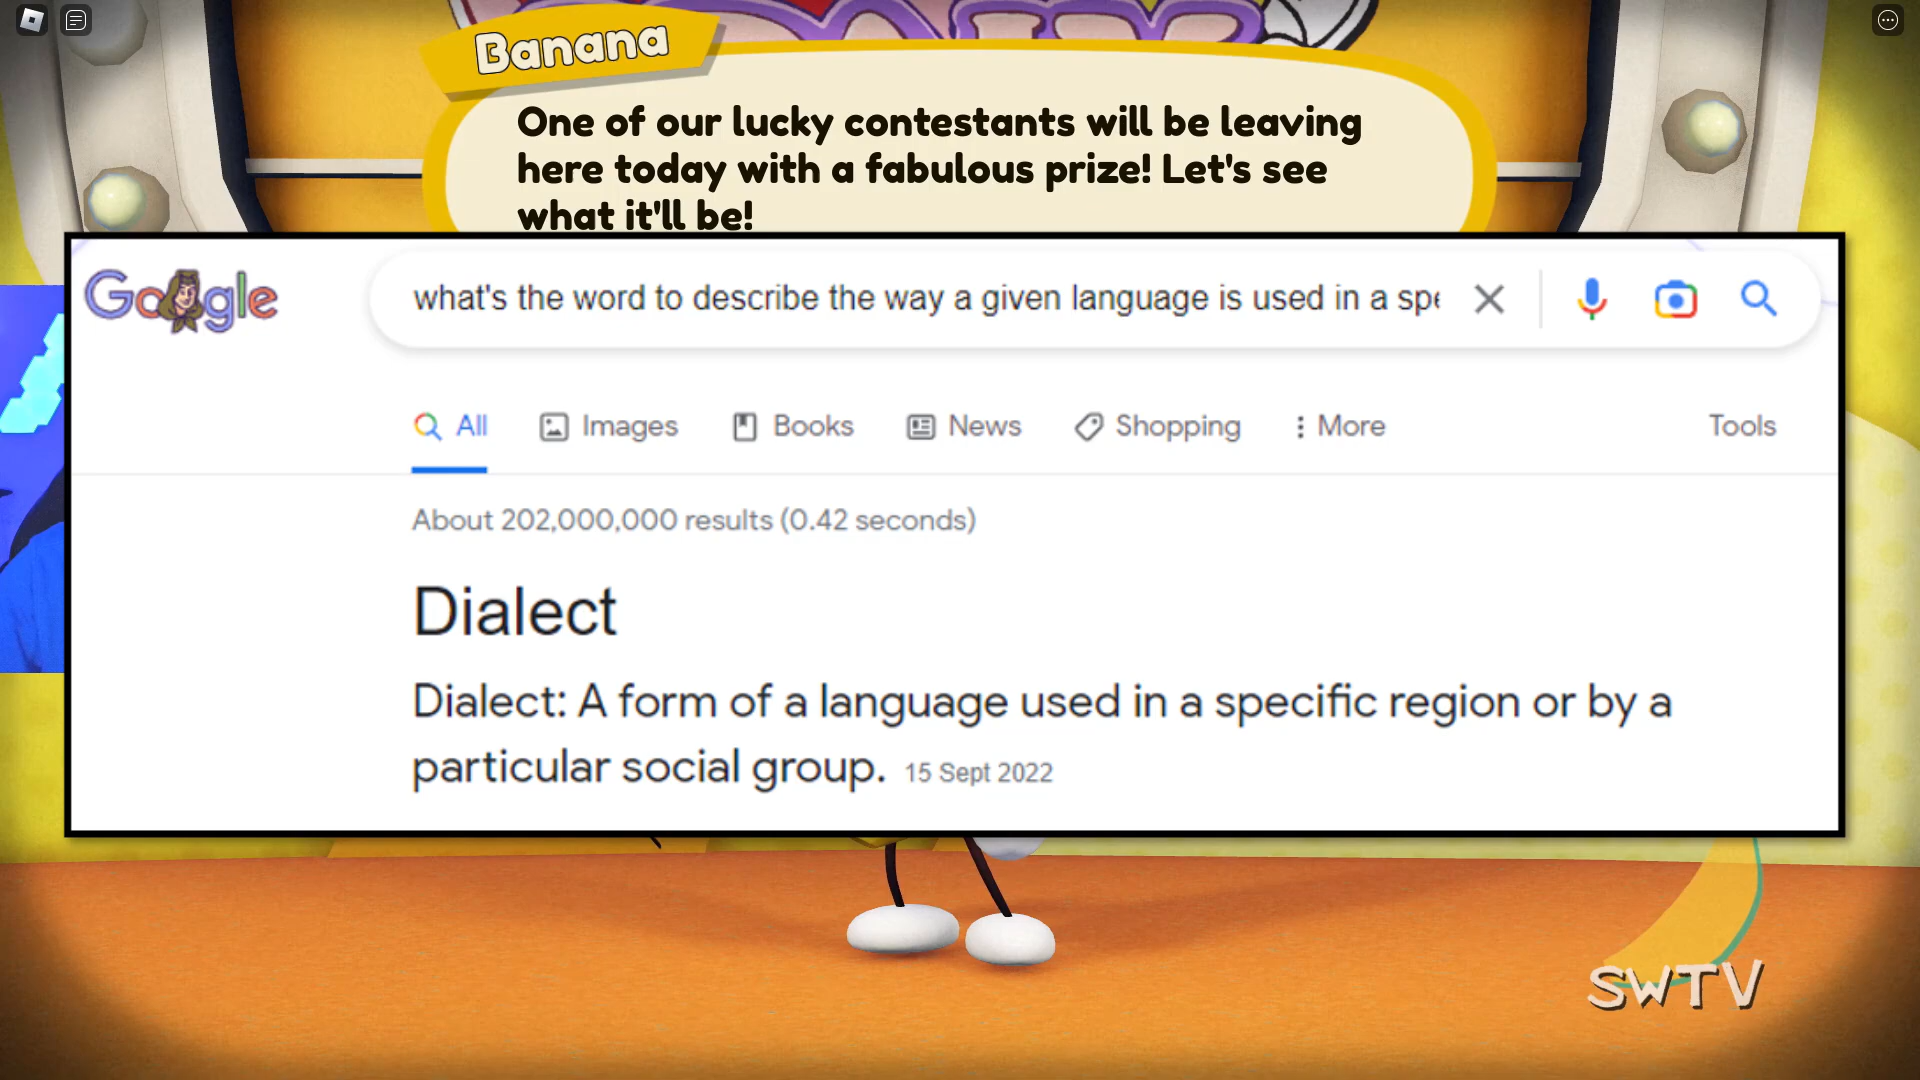 Banana
One of our lucky contestants will be leaving
here today with a fabulous prize! Let's see
what it'll be!
Google
what's the word to describe the way a given language is used in a spe
All Images Books News Shopping More Tools
About 202,000,000 results (0.42 seconds)
Dialect
Dialect: A form of a language used in a specific region or by a
particular social group. 15 Sept 2022
SWTV